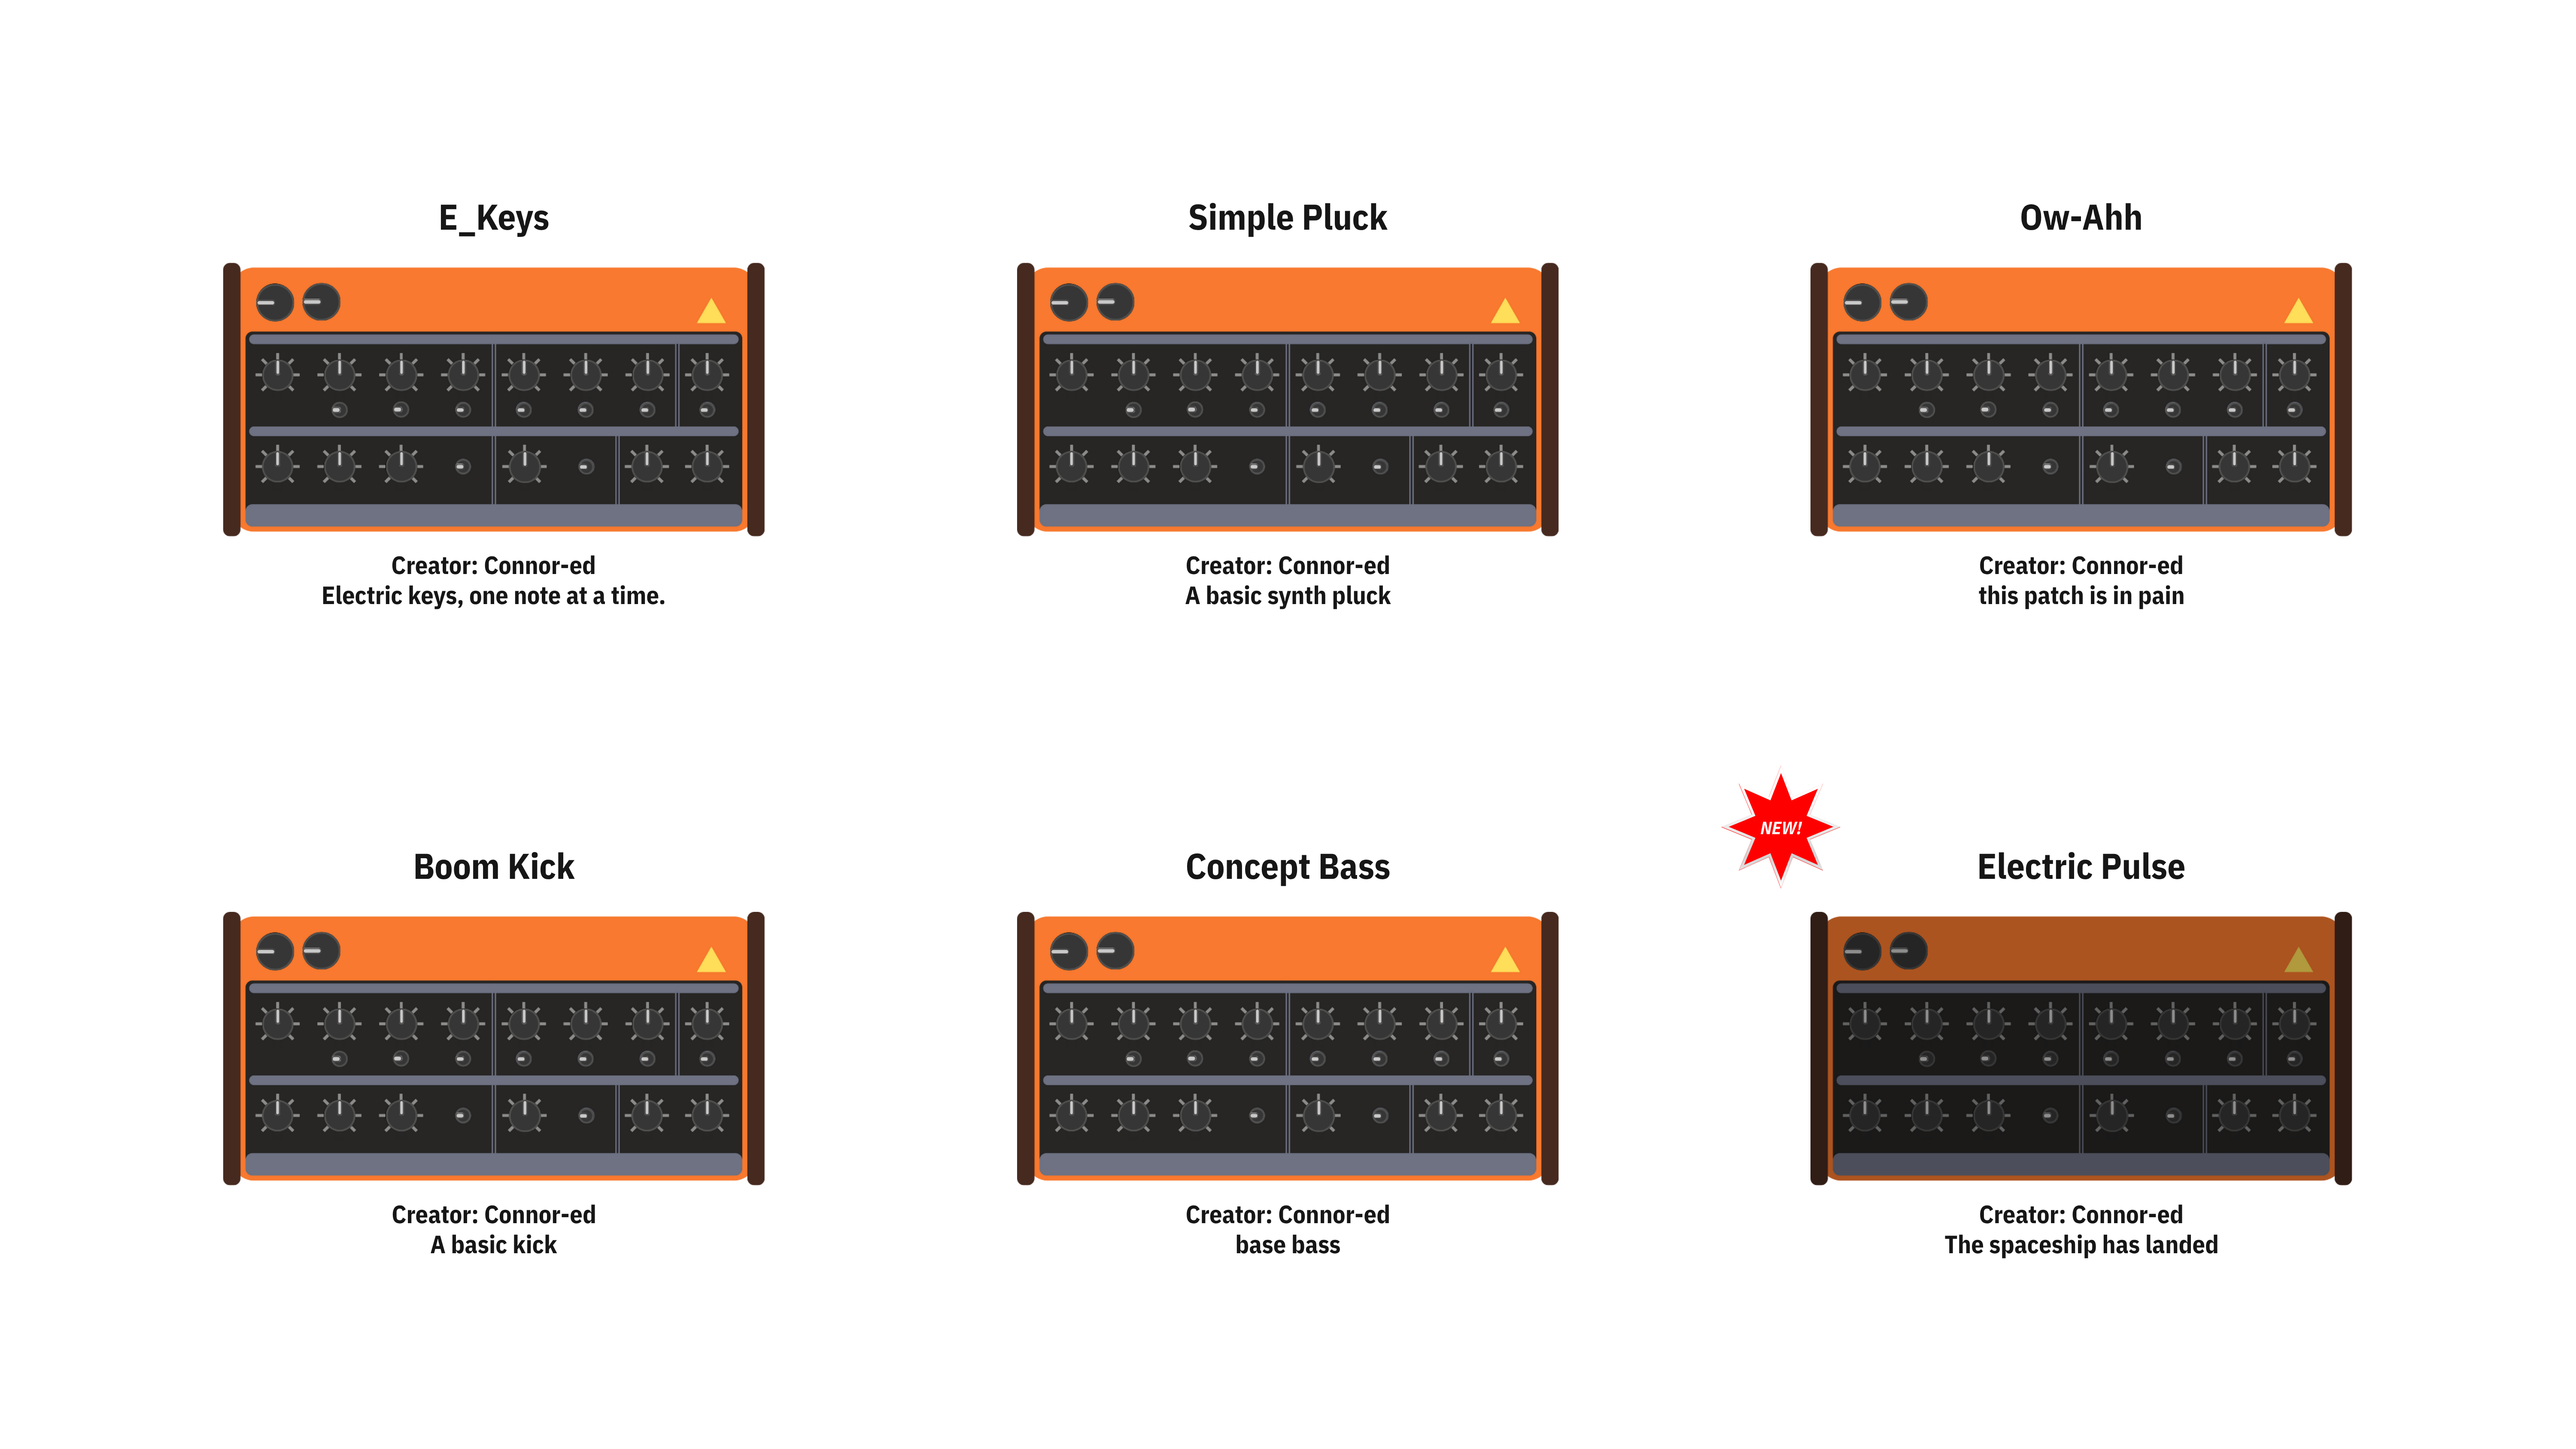 E_Keys
Simple Pluck
Ow-Ahh
Creator: Connor-ed
Electric keys, one note at a time.
Creator: Connor-ed
A basic synth pluck
Creator: Connor-ed
this patch is in pain
NEW!
Boom Kick
Concept Bass
Electric Pulse
Creator: Connor-ed
A basic kick
Creator: Connor-ed
base bass
Creator: Connor-ed
The spaceship has landed